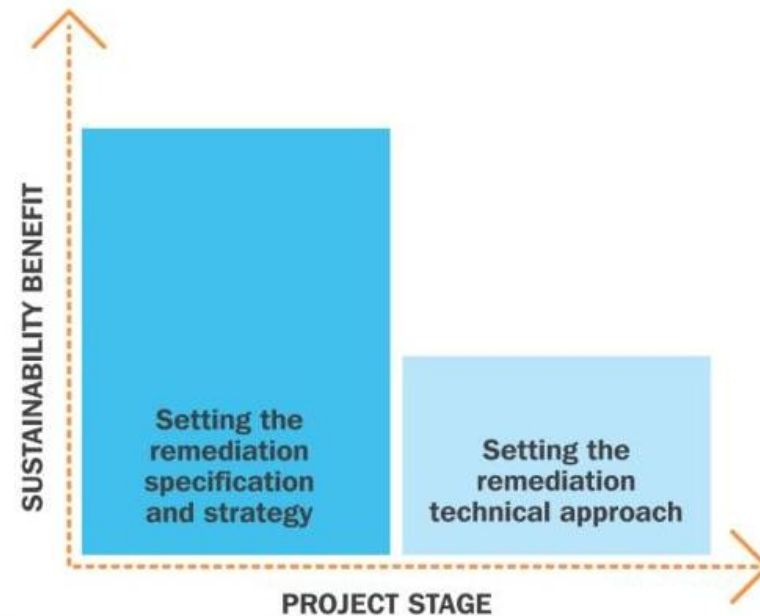 SUSTAINABILITY BENEFIT
Setting the
remediation
specification
and strategy
Setting the
remediation
technical approach
PROJECT STAGE